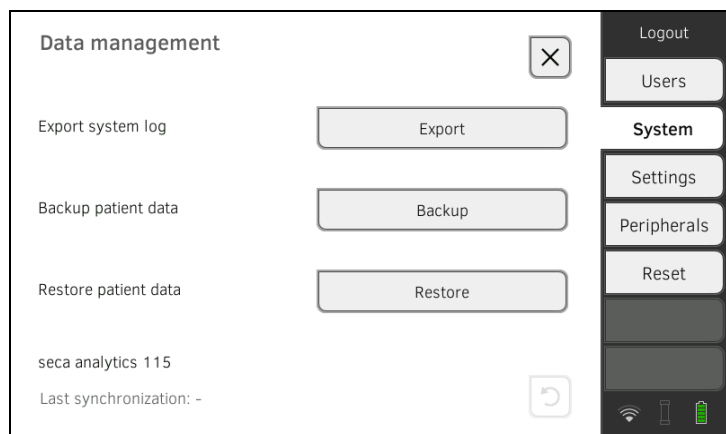 Data management
Export system log
Export
Backup patient data
Backup
Restore patient data
Restore
seca analytics 115
Last synchronization: -
Logout
Users
System
Settings
Peripherals
Reset